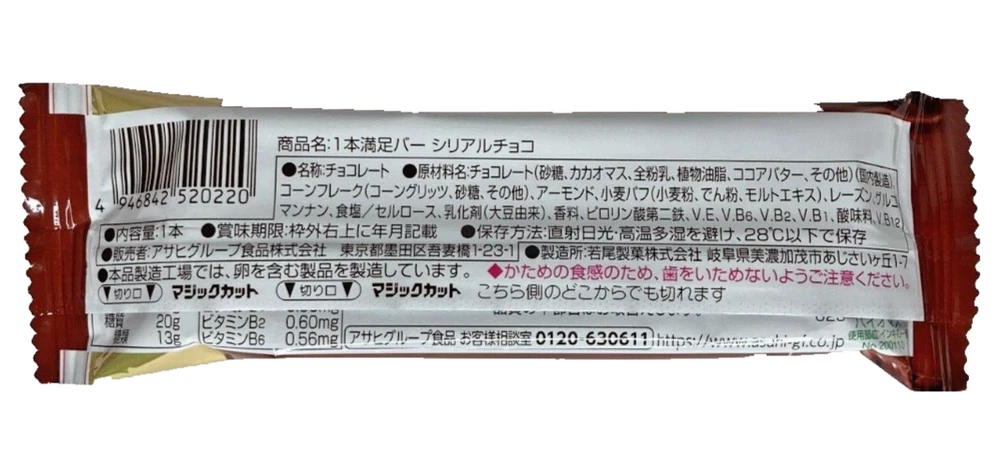 商品名:1本満足バー シリアルチョコ
●名称:チョコレート ●原材料名:チョコレート(砂糖、カカオマス、全粉乳、植物油脂、ココアバター、その他)(国内製造)、
コーンフレーク(コーングリッツ、砂糖、その他)、アーモンド、小麦パフ(小麦粉、でん粉、モルトエキス)、レーズン、グルコ
マンナン、食塩/セルロース、乳化剤(大豆由来)、香料、ピロリン酸第二鉄、V.E、V.B6、V.B2、V.B1、酸味料、V.B12
4 946842 520220
●内容量:1本 ●賞味期限:枠外右上に年月記載 ●保存方法:直射日光・高温多湿を避け、28℃以下で保存
●販売者:アサヒグループ食品株式会社 東京都墨田区吾妻橋1-23-1 ●製造所:若尾製菓株式会社 岐阜県美濃加茂市あじさいヶ丘1-7
●本品製造工場では、卵を含む製品を製造しています。 ◆かための食感のため、歯をいためないようご注意ください。
▼切り口▼ マジックカット ▼切り口▼ マジックカット こちら側のどこからでも切れます
糖質 20g ビタミンB2 0.60mg
糖類 13g ビタミンB6 0.56mg アサヒグループ食品 お客様相談室 0120-630611 https://www.asahi-gf.co.jp